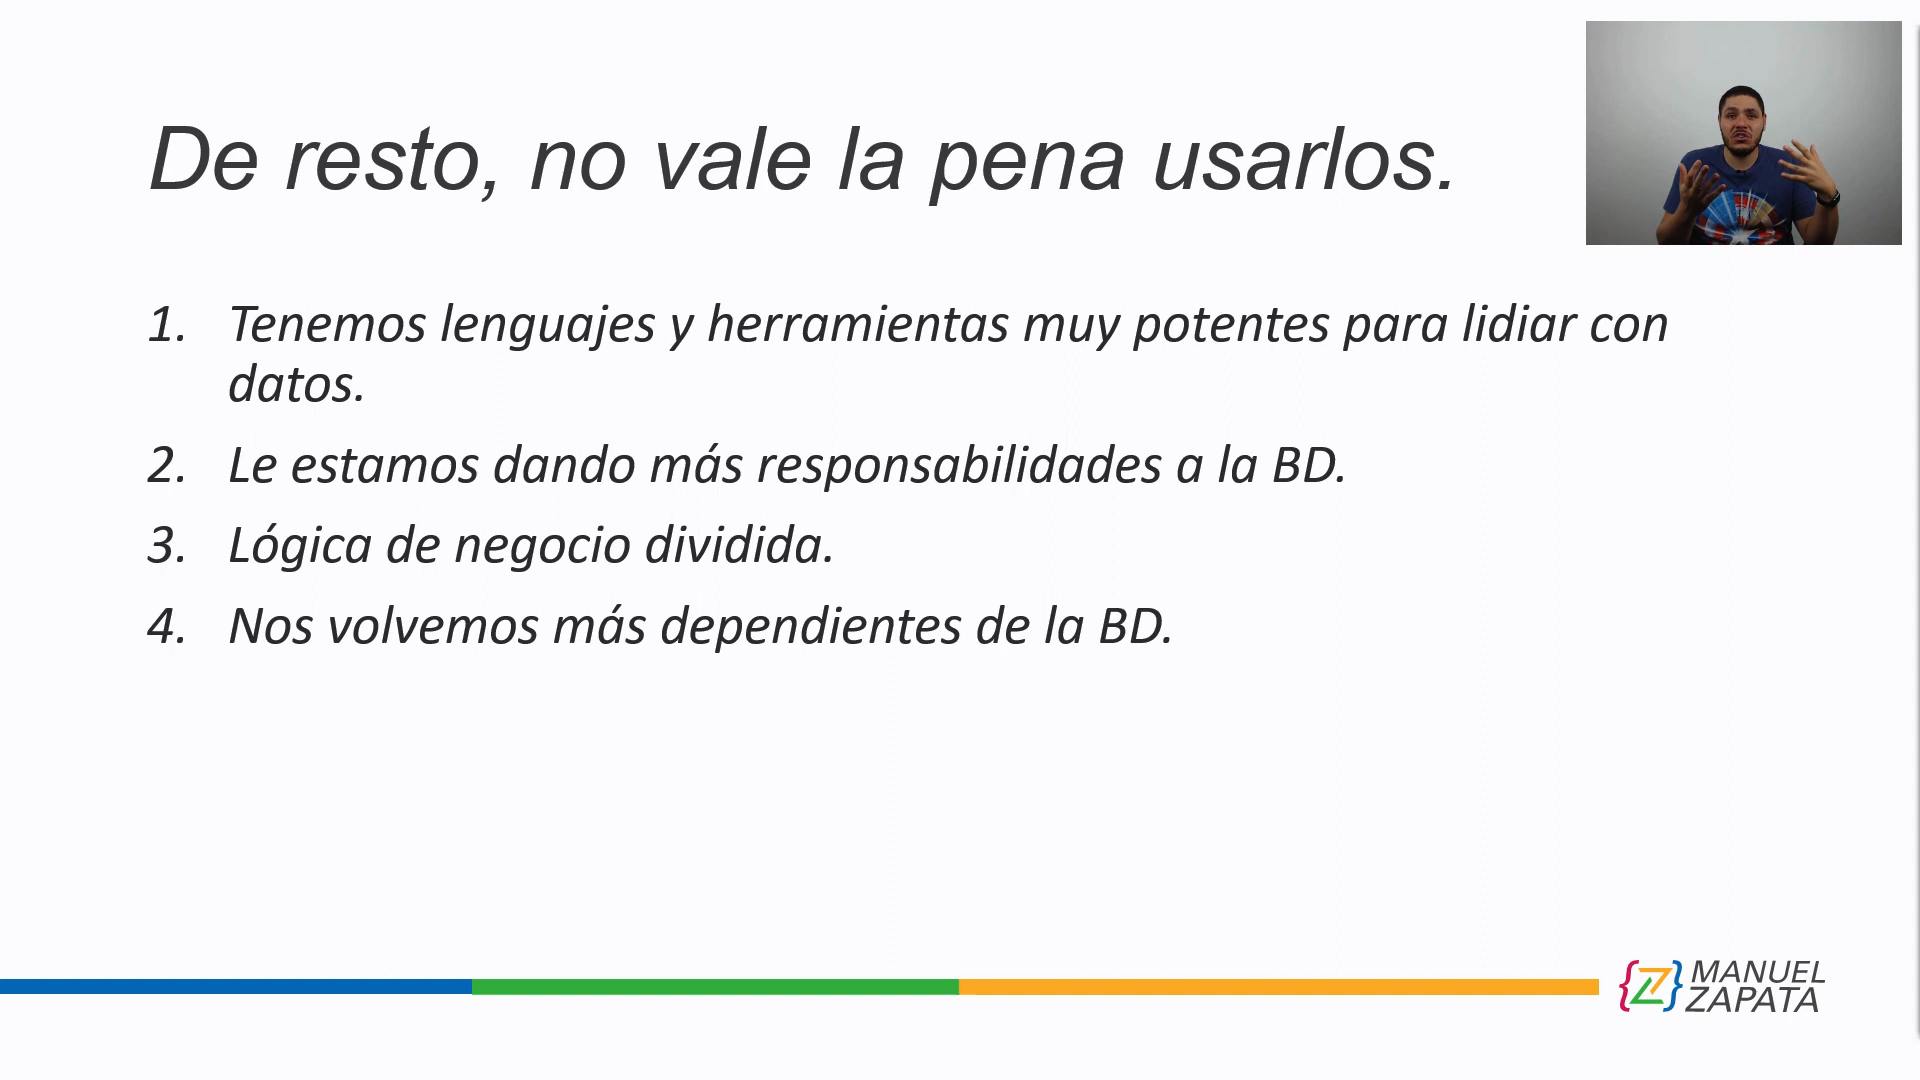 De resto, no vale la pena usarlos.
1. Tenemos lenguajes y herramientas muy potentes para lidiar con
datos.
2. Le estamos dando más responsabilidades a la BD.
3. Lógica de negocio dividida.
4. Nos volvemos más dependientes de la BD.
{Z} MANUEL
ZAPATA